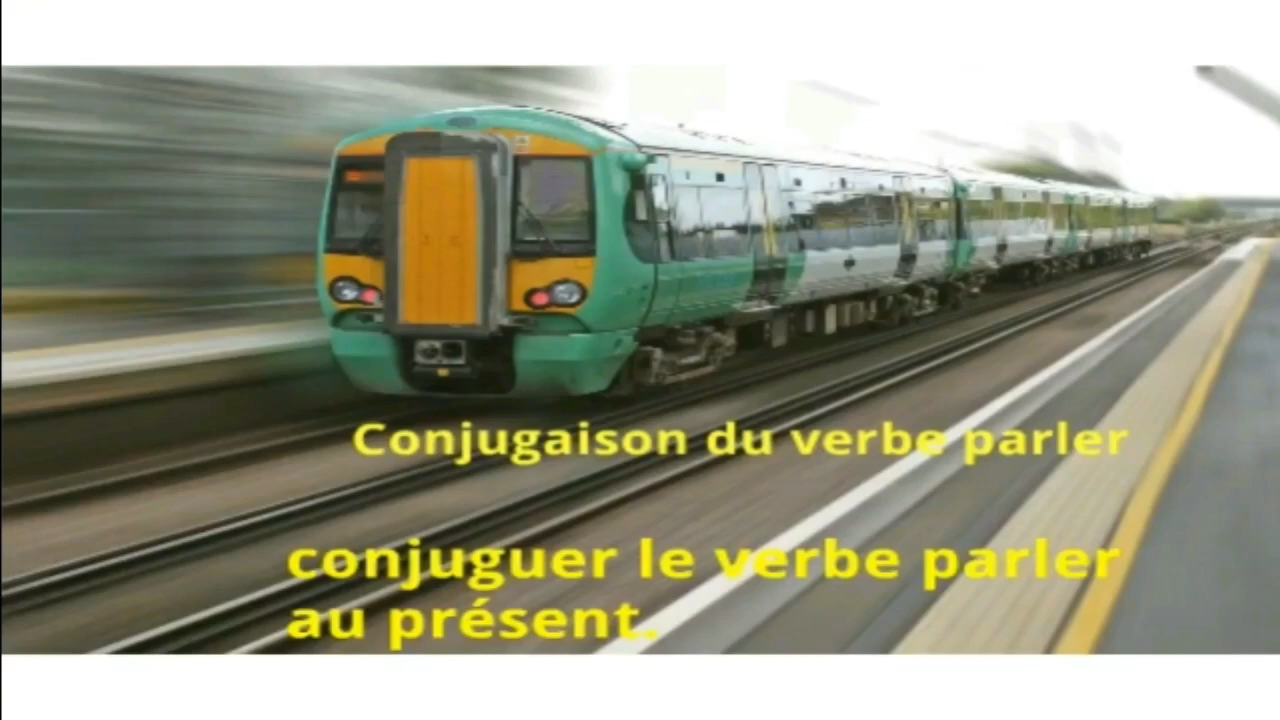 Conjugaison du verbe parler
conjuguer le verbe parler
au présent.